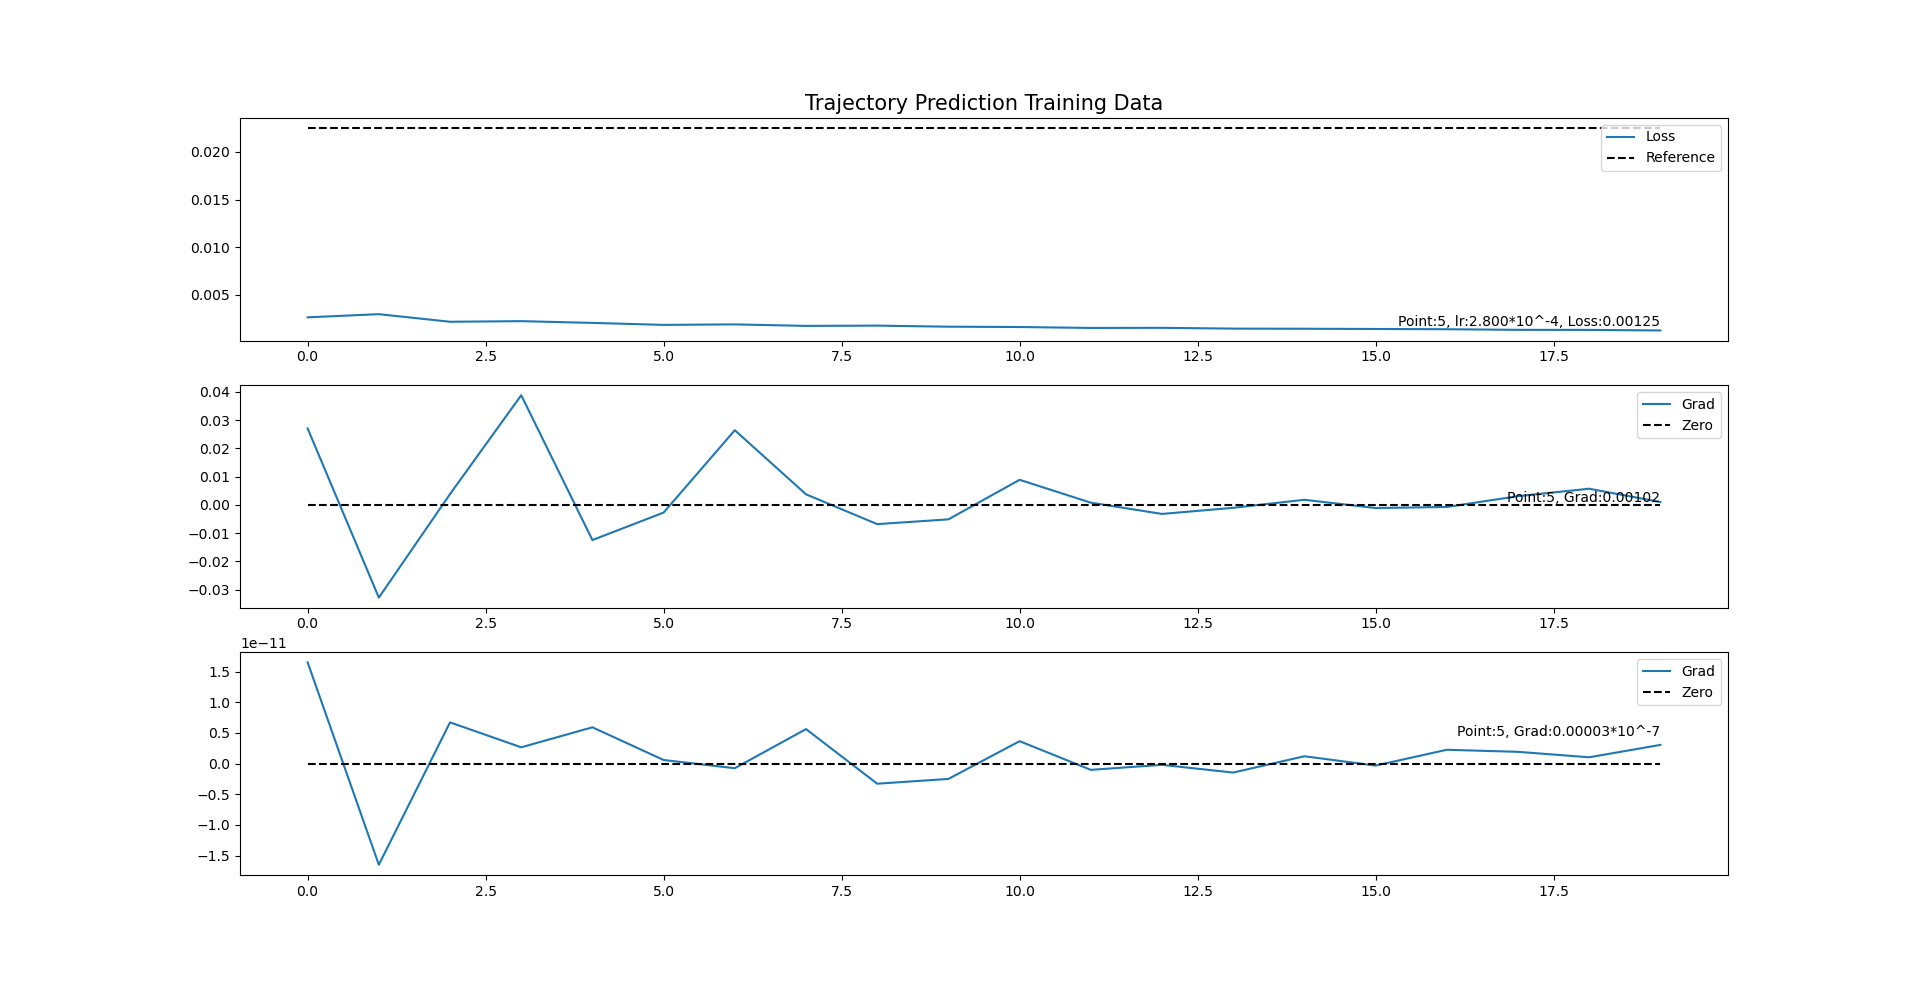 Trajectory Prediction Training Data
0.020
0.015
0.010
0.005
Loss
Reference
Point:5, lr:2.800*10^-4, Loss:0.00125
0.0 2.5 5.0 7.5 10.0 12.5 15.0 17.5
0.04
0.03
0.02
0.01
0.00
−0.01
−0.02
−0.03
Grad
Zero
Point:5, Grad:0.00102
0.0 2.5 5.0 7.5 10.0 12.5 15.0 17.5
1e−11
1.5
1.0
0.5
0.0
−0.5
−1.0
−1.5
Grad
Zero
Point:5, Grad:0.00003*10^-7
0.0 2.5 5.0 7.5 10.0 12.5 15.0 17.5